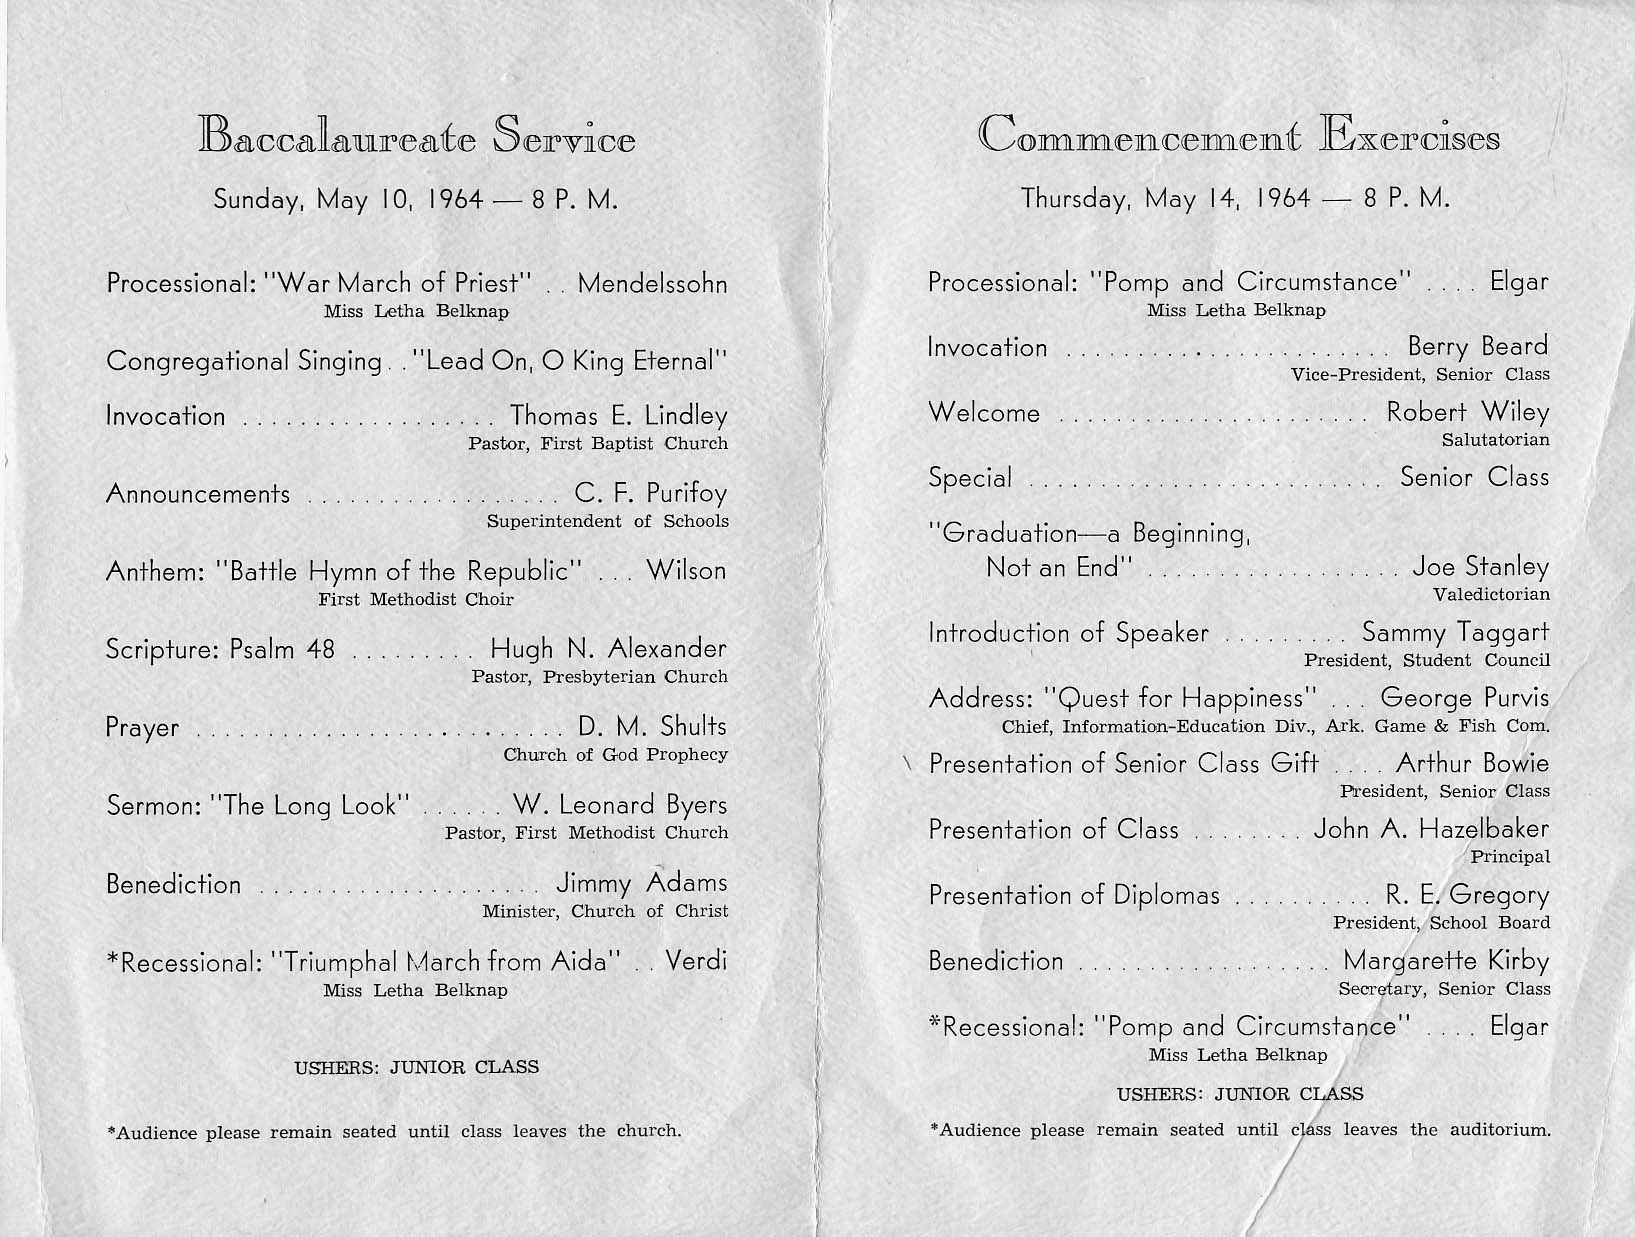 Baccalaureate Service
Sunday, May 10, 1964 — 8 P. M.
Processional: "War March of Priest" . . Mendelssohn
Miss Letha Belknap
Congregational Singing . . "Lead On, O King Eternal"
Invocation . . . . . . . . . . . . . . . . . . Thomas E. Lindley
Pastor, First Baptist Church
Announcements . . . . . . . . . . . . . . . . . . C. F. Purifoy
Superintendent of Schools
Anthem: "Battle Hymn of the Republic" . . . Wilson
First Methodist Choir
Scripture: Psalm 48 . . . . . . . . . Hugh N. Alexander
Pastor, Presbyterian Church
Prayer . . . . . . . . . . . . . . . . . . . . . . . . . . D. M. Shults
Church of God Prophecy
Sermon: "The Long Look" . . . . . . W. Leonard Byers
Pastor, First Methodist Church
Benediction . . . . . . . . . . . . . . . . . . . . Jimmy Adams
Minister, Church of Christ
*Recessional: "Triumphal March from Aida" . . Verdi
Miss Letha Belknap
USHERS: JUNIOR CLASS
*Audience please remain seated until class leaves the church.
Commencement Exercises
Thursday, May 14, 1964 — 8 P. M.
Processional: "Pomp and Circumstance" . . . . Elgar
Miss Letha Belknap
Invocation . . . . . . . . . . . . . . . . . . . . . . . Berry Beard
Vice-President, Senior Class
Welcome . . . . . . . . . . . . . . . . . . . . . . Robert Wiley
Salutatorian
Special . . . . . . . . . . . . . . . . . . . . . . . . . Senior Class
"Graduation—a Beginning,
Not an End" . . . . . . . . . . . . . . . . . . Joe Stanley
Valedictorian
Introduction of Speaker . . . . . . . . . Sammy Taggart
President, Student Council
Address: "Quest for Happiness" . . . George Purvis
Chief, Information-Education Div., Ark. Game & Fish Com.
Presentation of Senior Class Gift . . . . Arthur Bowie
President, Senior Class
Presentation of Class . . . . . . . . John A. Hazelbaker
Principal
Presentation of Diplomas . . . . . . . . . . R. E. Gregory
President, School Board
Benediction . . . . . . . . . . . . . . . . . . Margarette Kirby
Secretary, Senior Class
*Recessional: "Pomp and Circumstance" . . . . Elgar
Miss Letha Belknap
USHERS: JUNIOR CLASS
*Audience please remain seated until class leaves the auditorium.